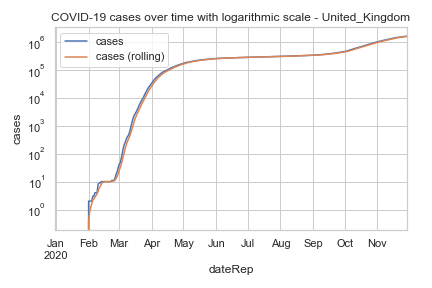 COVID-19 cases over time with logarithmic scale - United_Kingdom
cases
cases (rolling)
cases
10^6
10^5
10^4
10^3
10^2
10^1
10^0
Jan Feb Mar Apr May Jun Jul Aug Sep Oct Nov
2020
dateRep